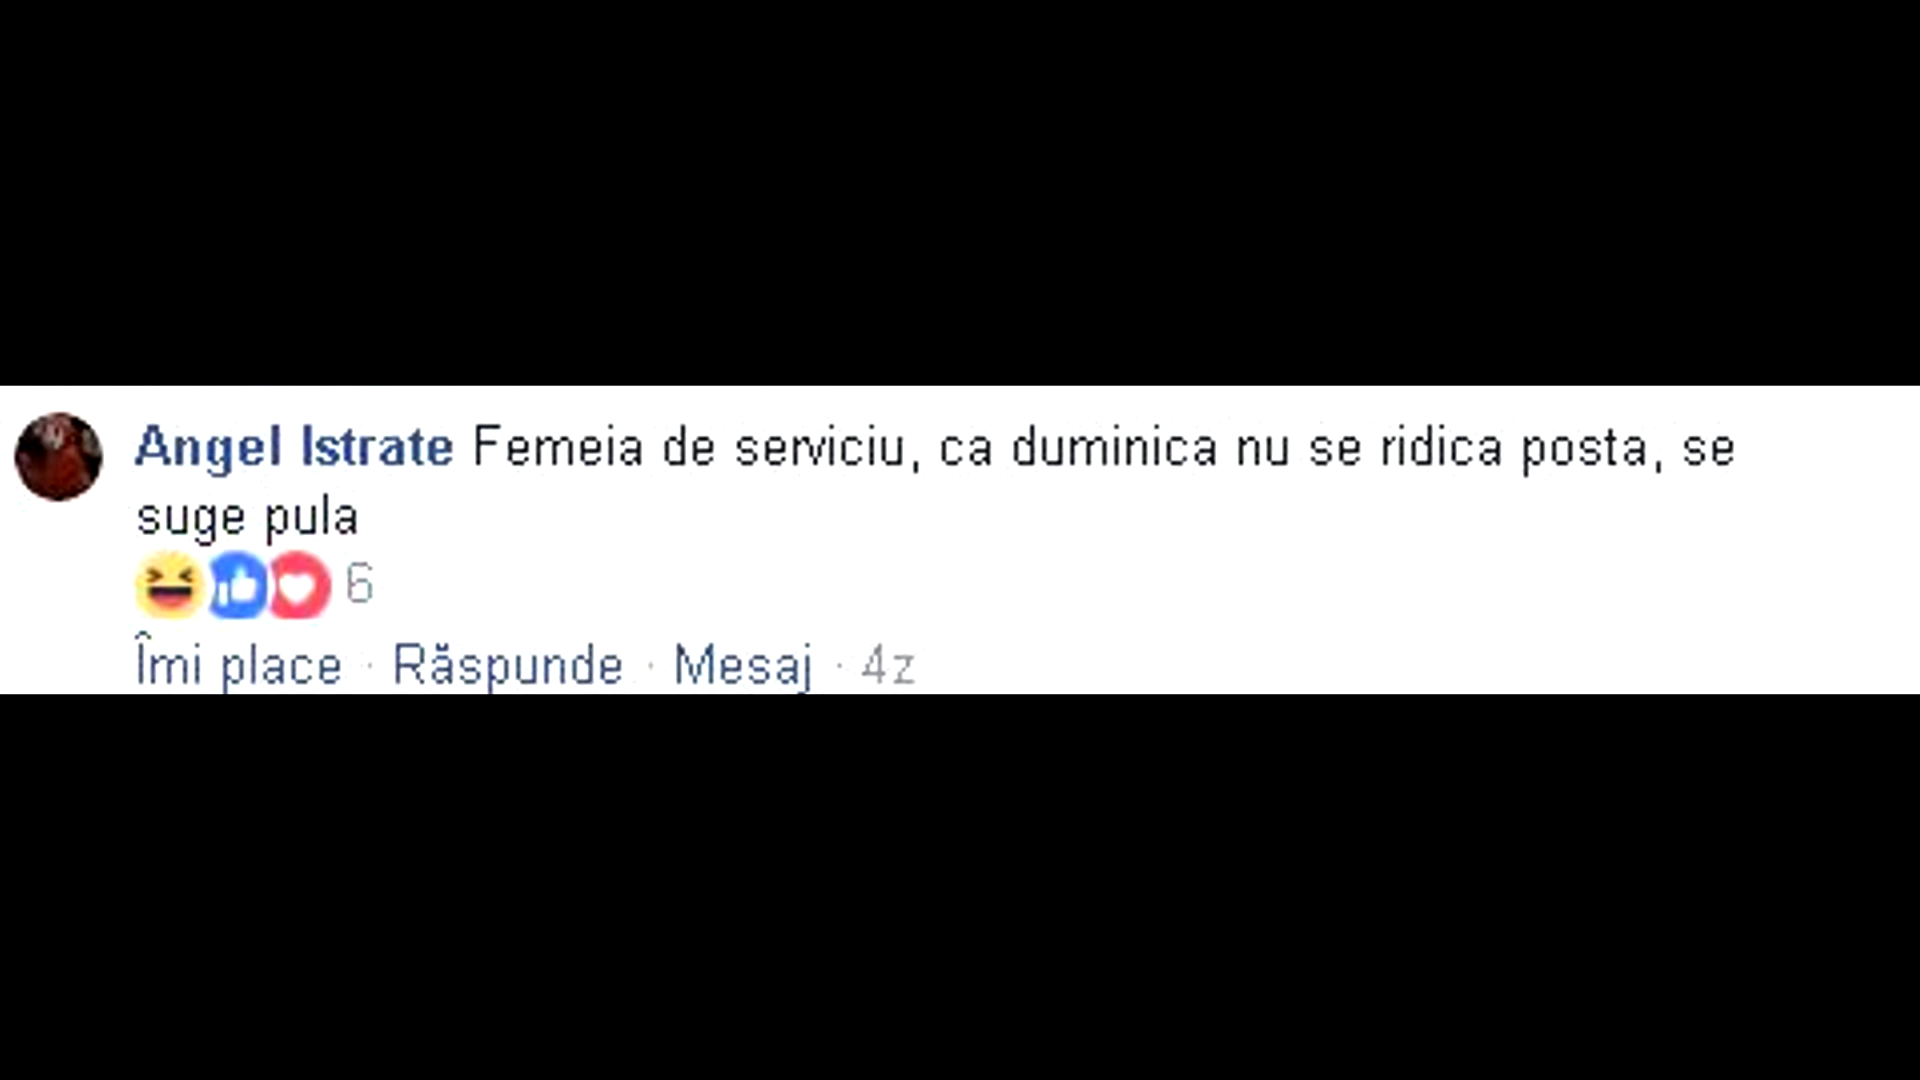 Angel Istrate Femeia de serviciu, ca duminica nu se ridica posta, se
suge pula
6
Îmi place · Răspunde · Mesaj · 4z